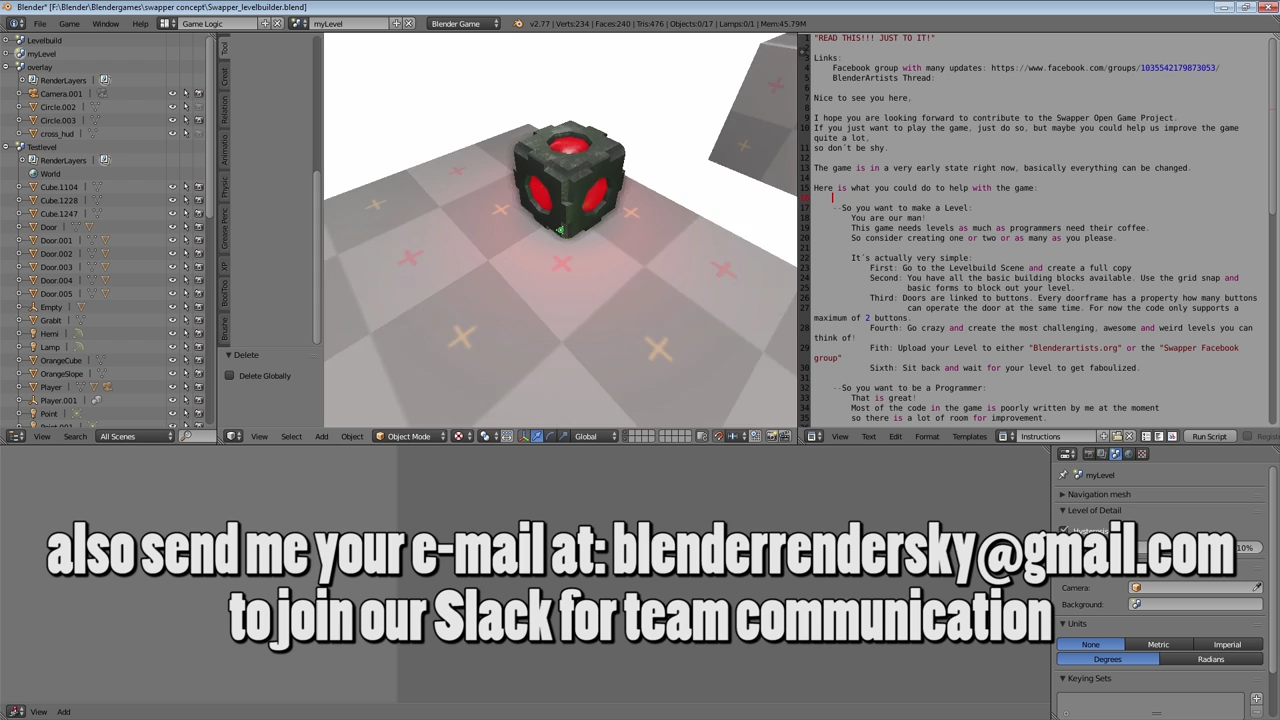 Blender* [F:\Blender\Blendergames\swapper concept\Swapper_levelbuilder.blend]
File Render Window Help Game Logic myLevel Blender Game v2.77 | Verts:234 | Faces:240 | Tris:476 | Objects:0/17 | Lamps:0/1 | Mem:45.79M
Levelbuild
myLevel
overlay
RenderLayers
Camera.001
Circle.002
Circle.003
cross_hud
Testlevel
RenderLayers
World
Cube.1104
Cube.1228
Cube.1247
Door
Door.001
Door.002
Door.003
Door.004
Door.005
Empty
GrabIt
Hemi
Lamp
OrangeCube
OrangeSlope
Player
Player.001
Point
View Search All Scenes
Tool
Creat
Relation
Animatio
Physic
Grease Penc
XP
BoolToo
Brushe
Delete
Delete Globally
View Select Add Object Object Mode Global
"READ THIS!!! JUST TO IT!"
Links:
Facebook group with many updates: https://www.facebook.com/groups/1035542179873053/
BlenderArtists Thread:
Nice to see you here,
I hope you are looking forward to contribute to the Swapper Open Game Project.
If you just want to play the game, just do so, but maybe you could help us improve the game
quite a lot,
so don´t be shy.
The game is in a very early state right now, basically everything can be changed.
Here is what you could do to help with the game:
--So you want to make a Level:
You are our man!
This game needs levels as much as programmers need their coffee.
So consider creating one or two or as many as you please.
It´s actually very simple:
First: Go to the Levelbuild Scene and create a full copy
Second: You have all the basic building blocks available. Use the grid snap and
basic forms to block out your level.
Third: Doors are linked to buttons. Every doorframe has a property how many buttons
can operate the door at the same time. For now the code only supports a
maximum of 2 buttons.
Fourth: Go crazy and create the most challenging, awesome and weird levels you can
think of!
Fith: Upload your Level to either "Blenderartists.org" or the "Swapper Facebook
group"
Sixth: Sit back and wait for your level to get faboulized.
--So you want to be a Programmer:
That is great!
Most of the code in the game is poorly written by me at the moment
so there is a lot of room for improvement.
View Text Edit Format Templates Instructions Run Script
also send me your e-mail at: blenderrendersky@gmail.com
to join our Slack for team communication
myLevel
Navigation mesh
Level of Detail
10%
Camera:
Background:
Units
None Metric Imperial
Degrees Radians
Keying Sets
View Add